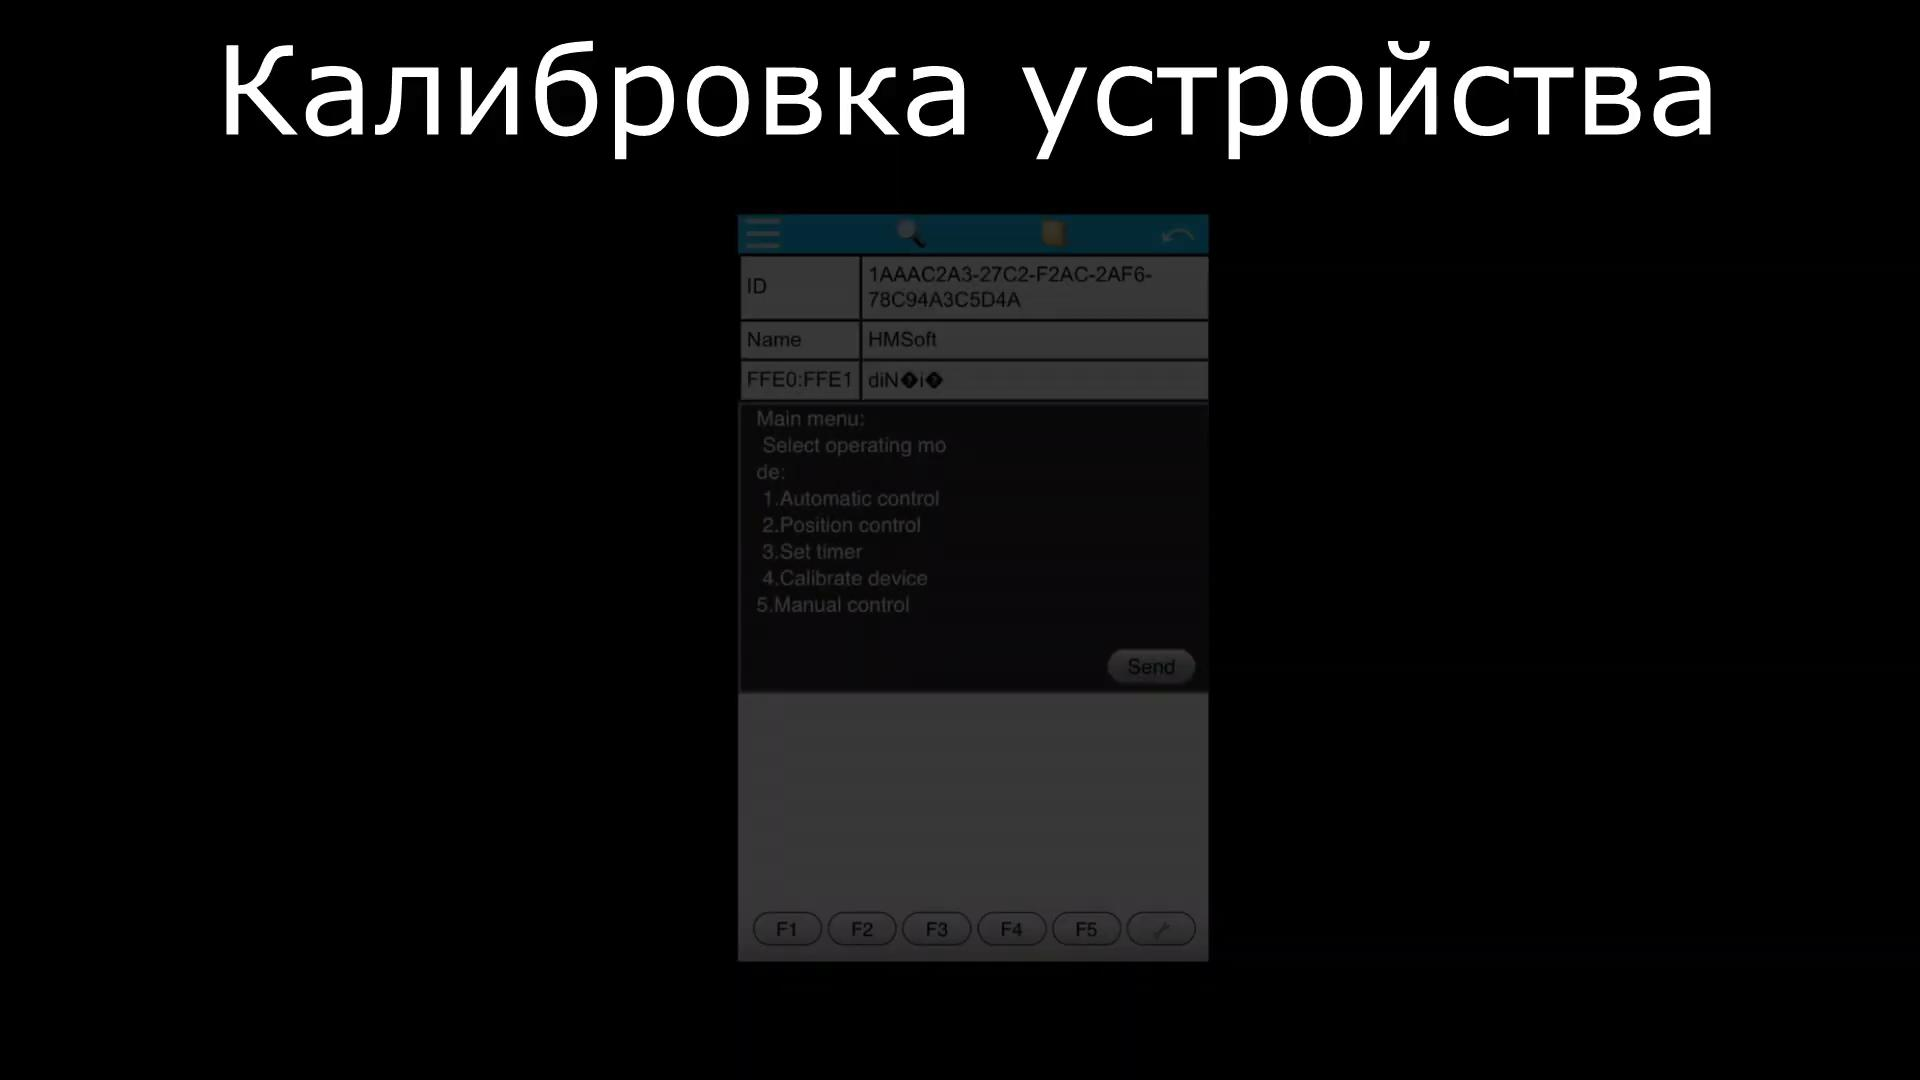 Калибровка устройства
ID
1AAAC2A3-27C2-F2AC-2AF6-
78C94A3C5D4A
Name
HMSoft
FFE0:FFE1
diN�i�
Main menu:
Select operating mo
de:
1.Automatic control
2.Position control
3.Set timer
4.Calibrate device
5.Manual control
Send
F1
F2
F3
F4
F5